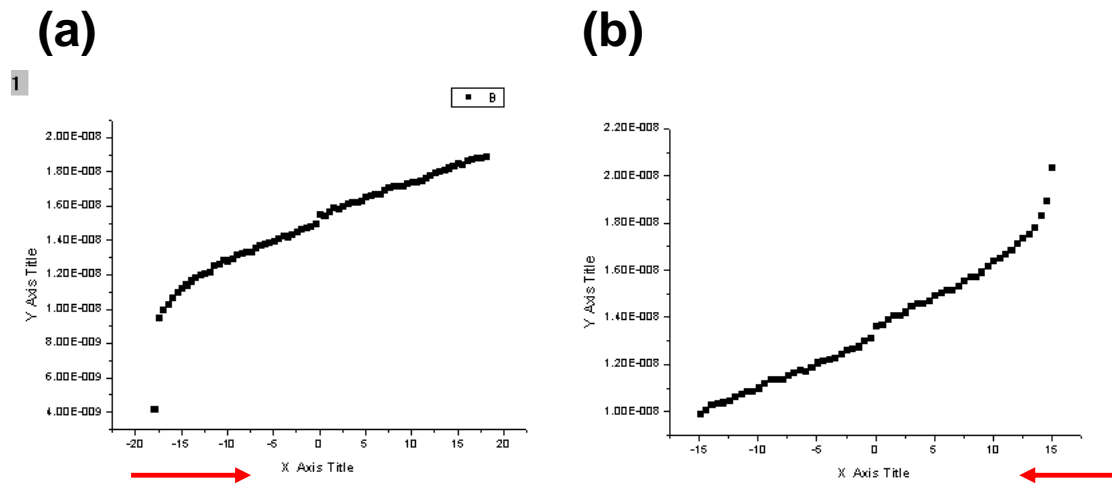 (a)
(b)
1
B
2.00E-008
1.80E-008
1.60E-008
1.40E-008
1.20E-008
1.00E-008
8.00E-009
6.00E-009
4.00E-009
Y Axis Title
-20 -15 -10 -5 0 5 10 15 20
X Axis Title
2.20E-008
2.00E-008
1.80E-008
1.60E-008
1.40E-008
1.20E-008
1.00E-008
Y Axis Title
-15 -10 -5 0 5 10 15
X Axis Title